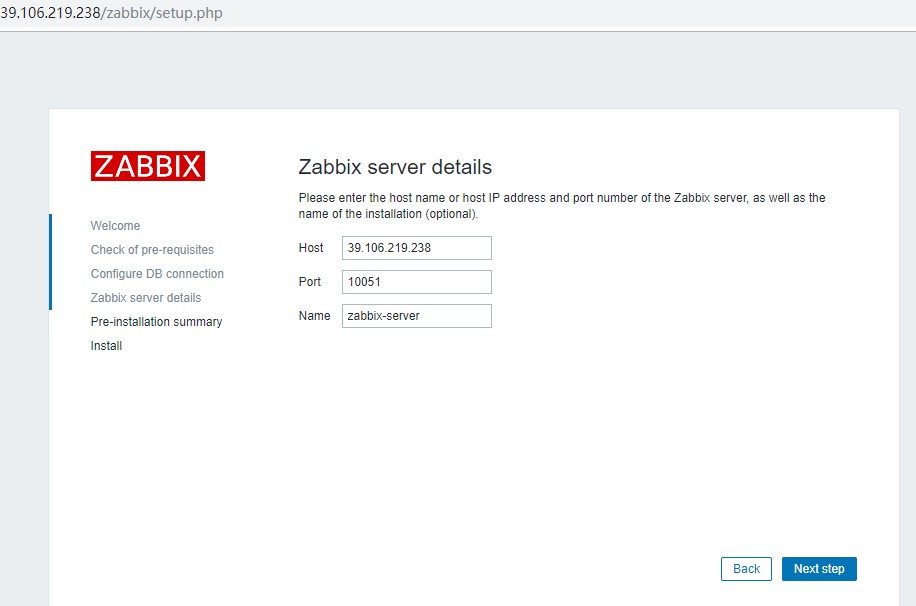 39.106.219.238/zabbix/setup.php
ZABBIX
Welcome
Check of pre-requisites
Configure DB connection
Zabbix server details
Pre-installation summary
Install
Zabbix server details
Please enter the host name or host IP address and port number of the Zabbix server, as well as the
name of the installation (optional).
Host 39.106.219.238
Port 10051
Name zabbix-server
Back Next step